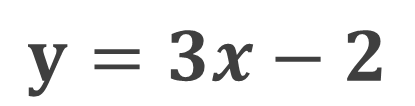 y = 3x − 2